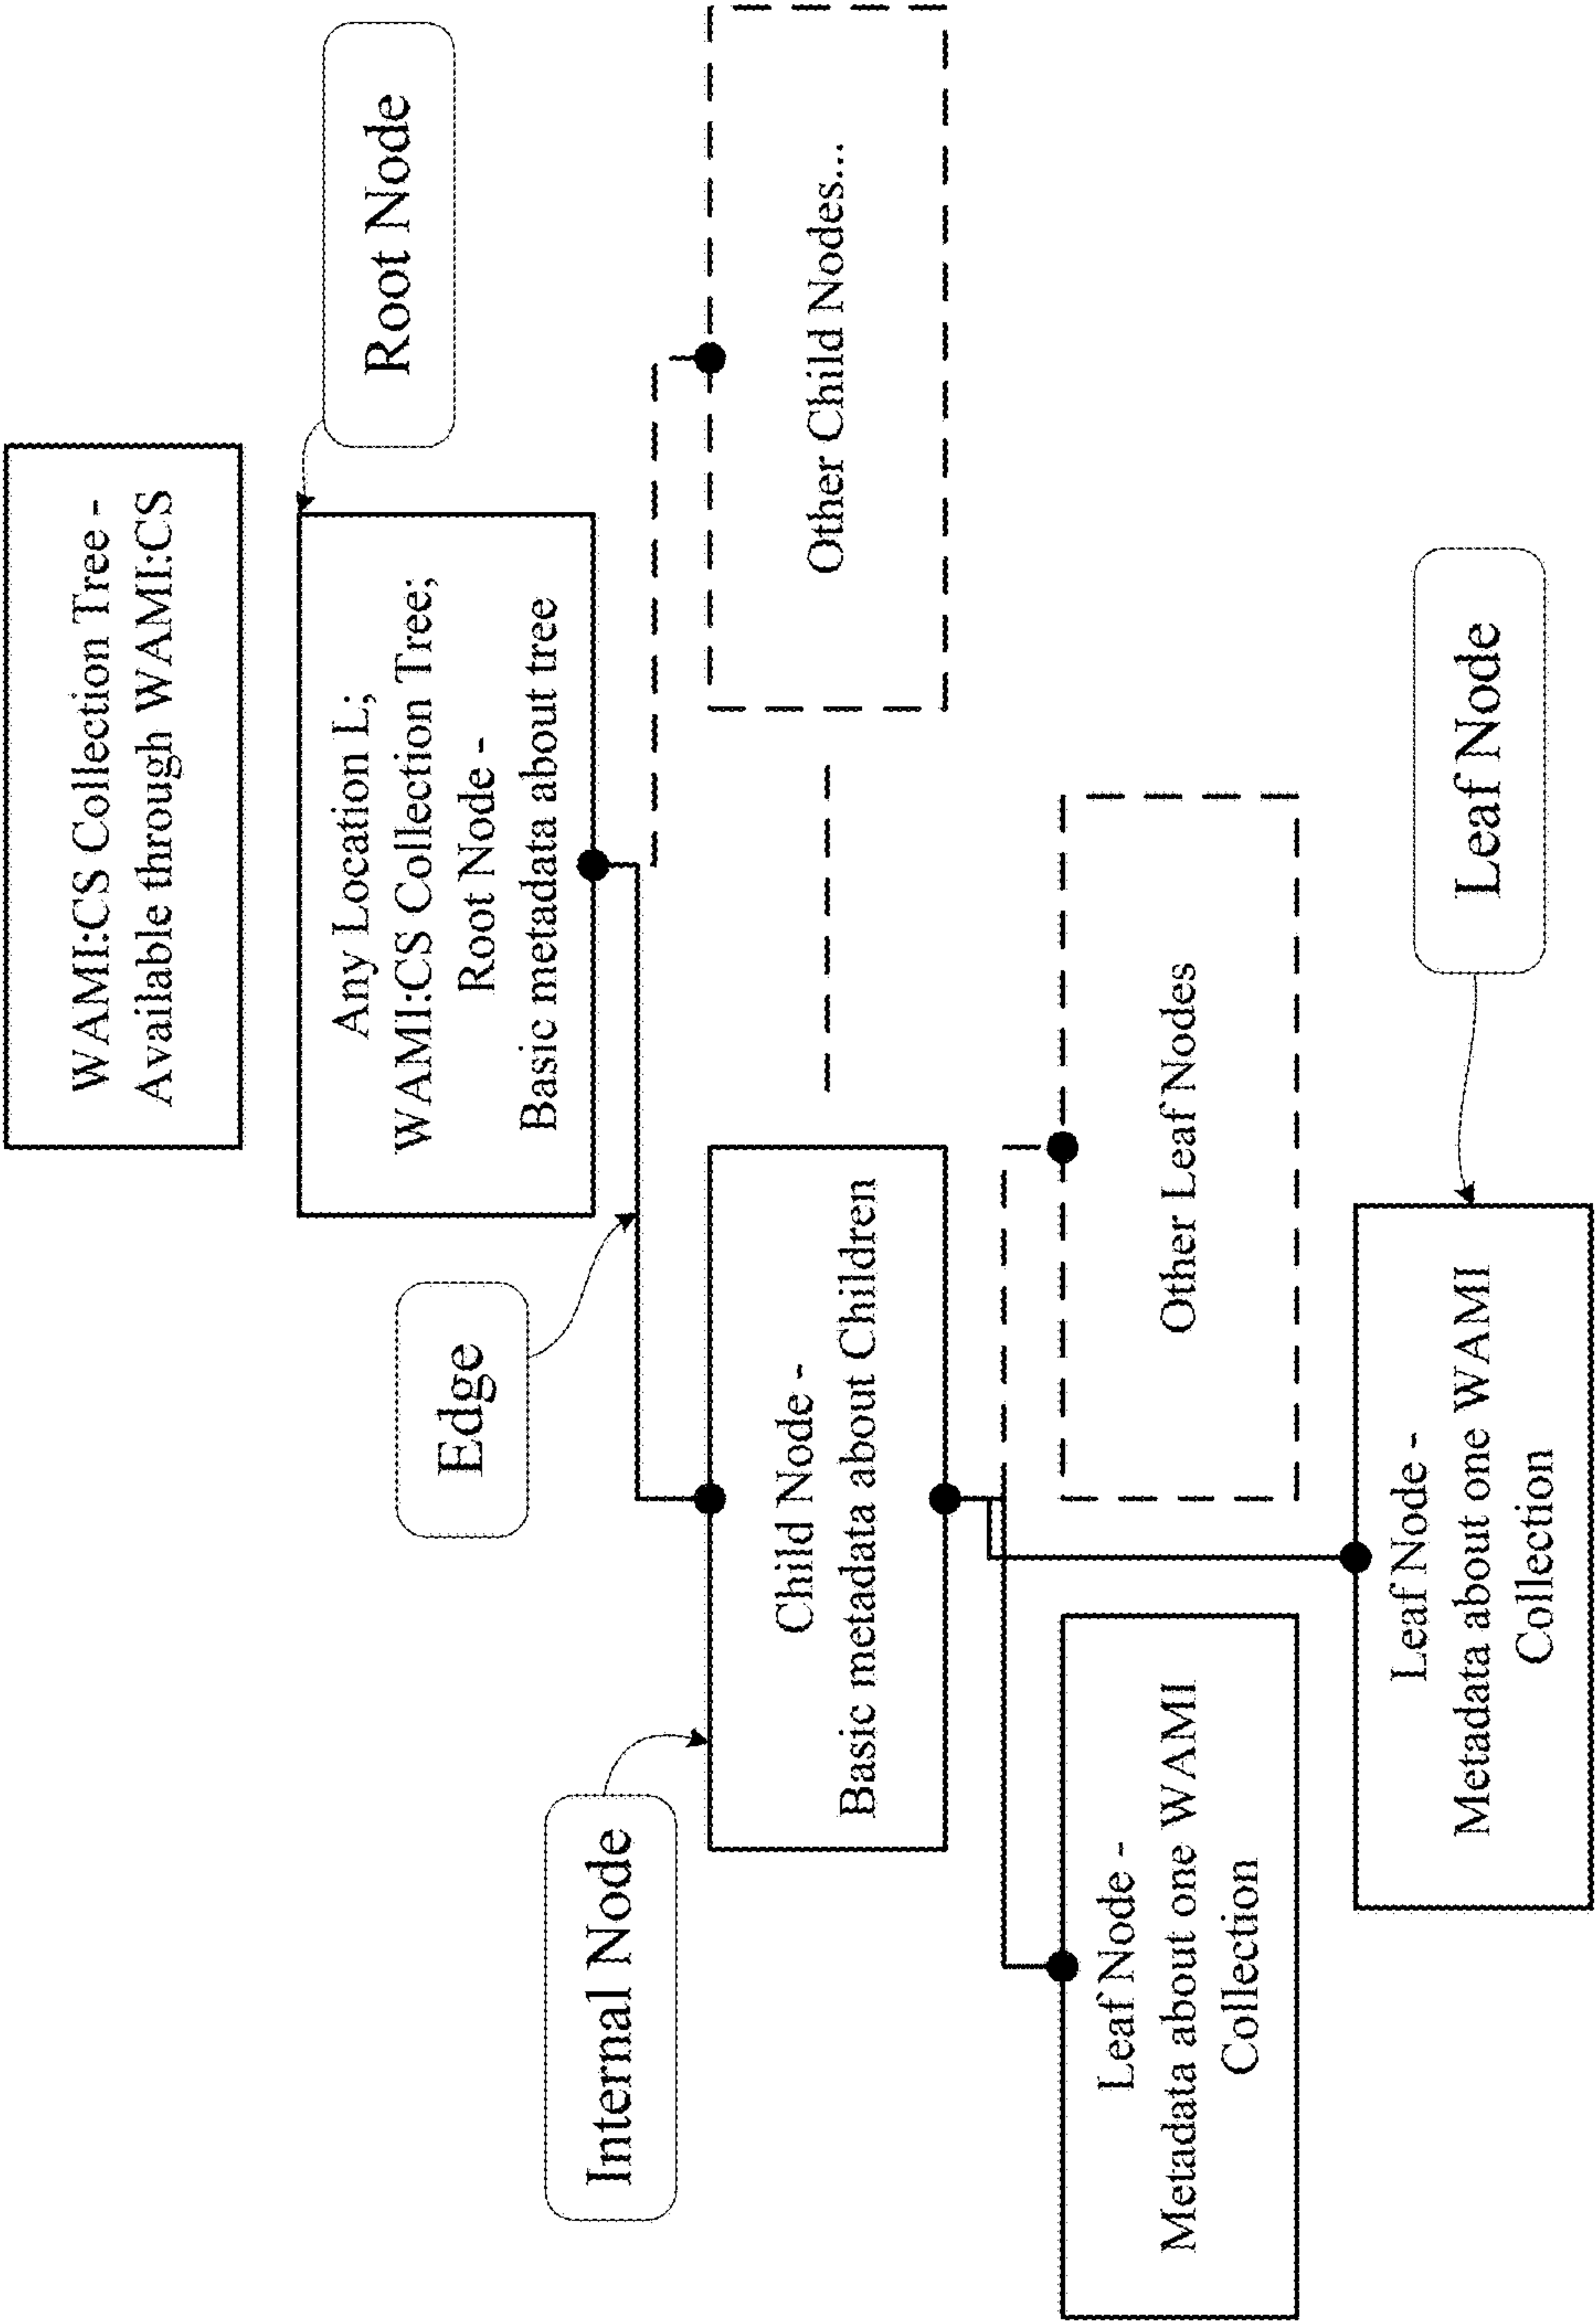 WAMI:CS Collection Tree -
Available through WAMI:CS
Root Node
Any Location L;
WAMI:CS Collection Tree;
Root Node -
Basic metadata about tree
Edge
Internal Node
Child Node -
Basic metadata about Children
Other Child Nodes...
Leaf Node -
Metadata about one WAMI
Collection
Other Leaf Nodes
Leaf Node -
Metadata about one WAMI
Collection
Leaf Node